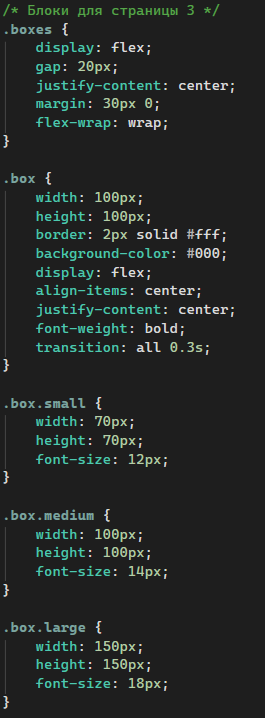 /* Блоки для страницы 3 */
.boxes {
    display: flex;
    gap: 20px;
    justify-content: center;
    margin: 30px 0;
    flex-wrap: wrap;
}

.box {
    width: 100px;
    height: 100px;
    border: 2px solid #fff;
    background-color: #000;
    display: flex;
    align-items: center;
    justify-content: center;
    font-weight: bold;
    transition: all 0.3s;
}

.box.small {
    width: 70px;
    height: 70px;
    font-size: 12px;
}

.box.medium {
    width: 100px;
    height: 100px;
    font-size: 14px;
}

.box.large {
    width: 150px;
    height: 150px;
    font-size: 18px;
}